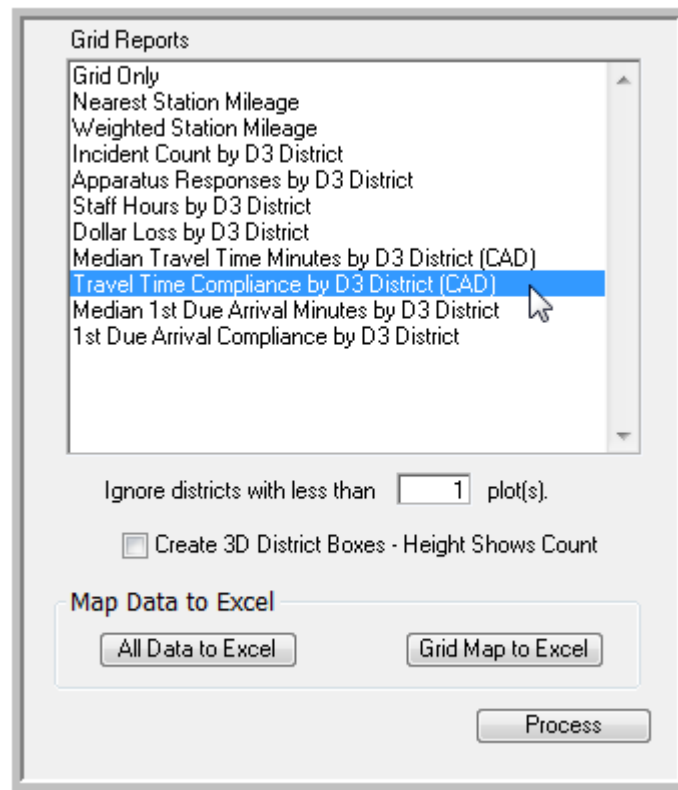 Grid Reports
Grid Only
Nearest Station Mileage
Weighted Station Mileage
Incident Count by D3 District
Apparatus Responses by D3 District
Staff Hours by D3 District
Dollar Loss by D3 District
Median Travel Time Minutes by D3 District (CAD)
Travel Time Compliance by D3 District (CAD)
Median 1st Due Arrival Minutes by D3 District
1st Due Arrival Compliance by D3 District
Ignore districts with less than 1 plot(s).
Create 3D District Boxes - Height Shows Count
Map Data to Excel
All Data to Excel Grid Map to Excel
Process